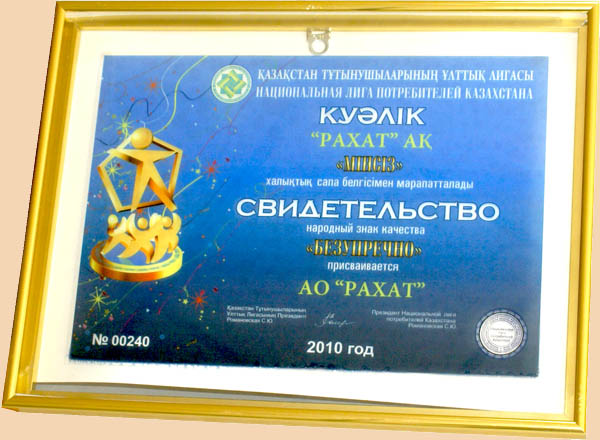 ҚАЗАҚСТАН ТҰТЫНУШЫЛАРЫНЫҢ ҰЛТТЫҚ ЛИГАСЫ
НАЦИОНАЛЬНАЯ ЛИГА ПОТРЕБИТЕЛЕЙ КАЗАХСТАНА
КУӘЛІК
“РАХАТ” АҚ
«МІНСІЗ»
халықтық сапа белгісімен марапатталады
СВИДЕТЕЛЬСТВО
народный знак качества
«БЕЗУПРЕЧНО»
присваивается
АО “РАХАТ”
Қазақстан Тұтынушыларының
Ұлттық Лигасының Президент
Романовская С.Ю.
Президент Национальной лиги
потребителей Казахстана
Романовская С.Ю.
№ 00240
2010 год